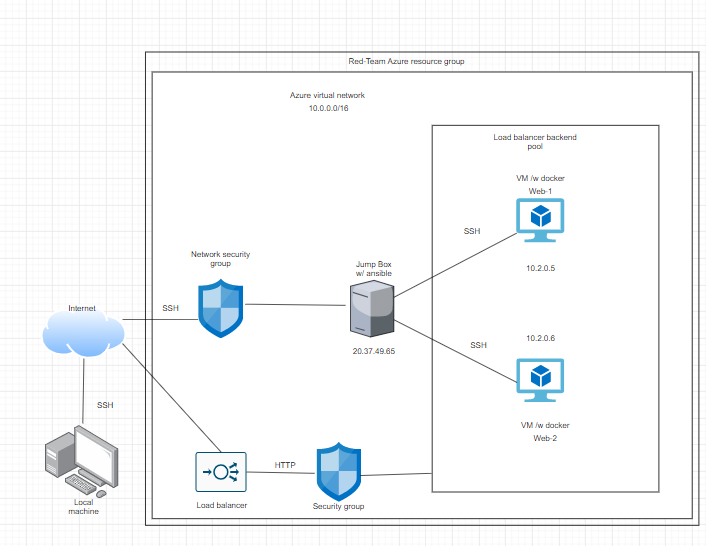 Red-Team Azure resource group
Azure virtual network
10.0.0.0/16
Load balancer backend
pool
VM /w docker
Web-1
SSH
10.2.0.5
Network security
group
Jump Box
w/ ansible
Internet
SSH
20.37.49.65
10.2.0.6
SSH
SSH
VM /w docker
Web-2
HTTP
Local
machine
Load balancer
Security group